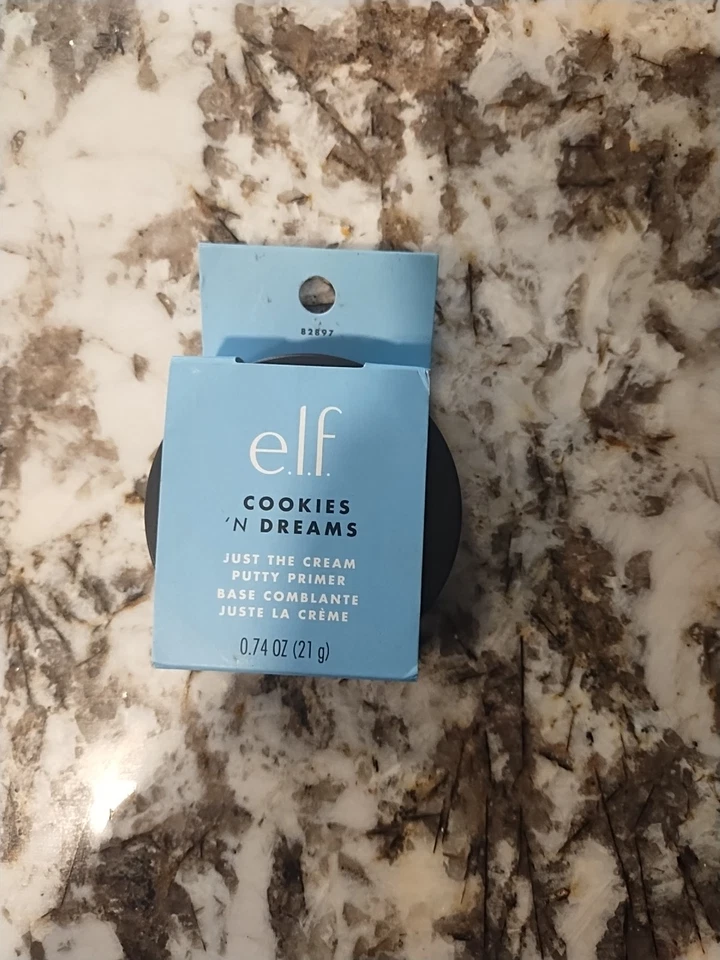 82897
e.l.f.
COOKIES
'N DREAMS
JUST THE CREAM
PUTTY PRIMER
BASE COMBLANTE
JUSTE LA CRÈME
0.74 OZ (21 g)